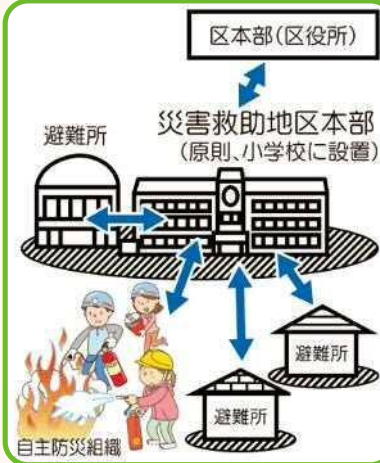 区本部(区役所)
災害救助地区本部
(原則、小学校に設置)
避難所
避難所
避難所
自主防災組織